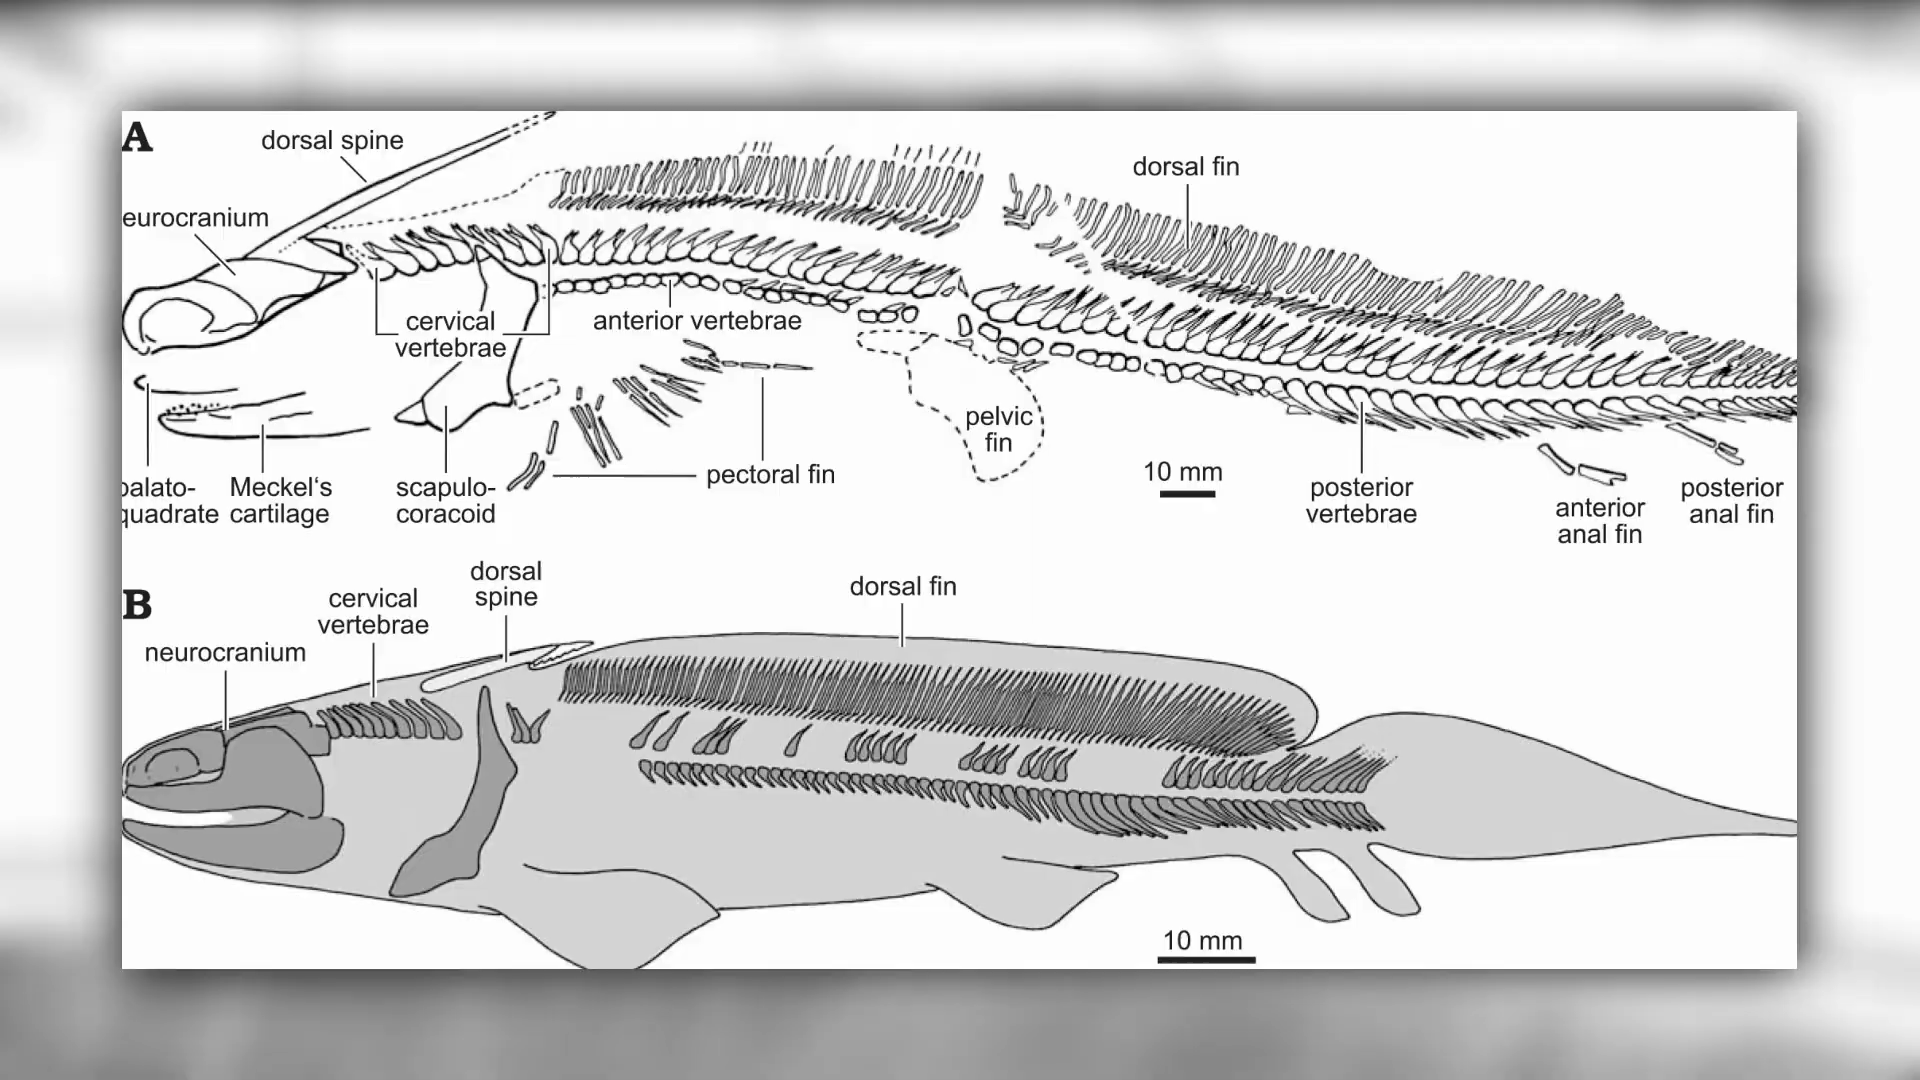 A
dorsal spine
dorsal fin
eurocranium
cervical
vertebrae
anterior vertebrae
pelvic
fin
10 mm
pectoral fin
palato-
quadrate
Meckel‘s
cartilage
scapulo-
coracoid
posterior
vertebrae
anterior
anal fin
posterior
anal fin
B
neurocranium
cervical
vertebrae
dorsal
spine
dorsal fin
10 mm